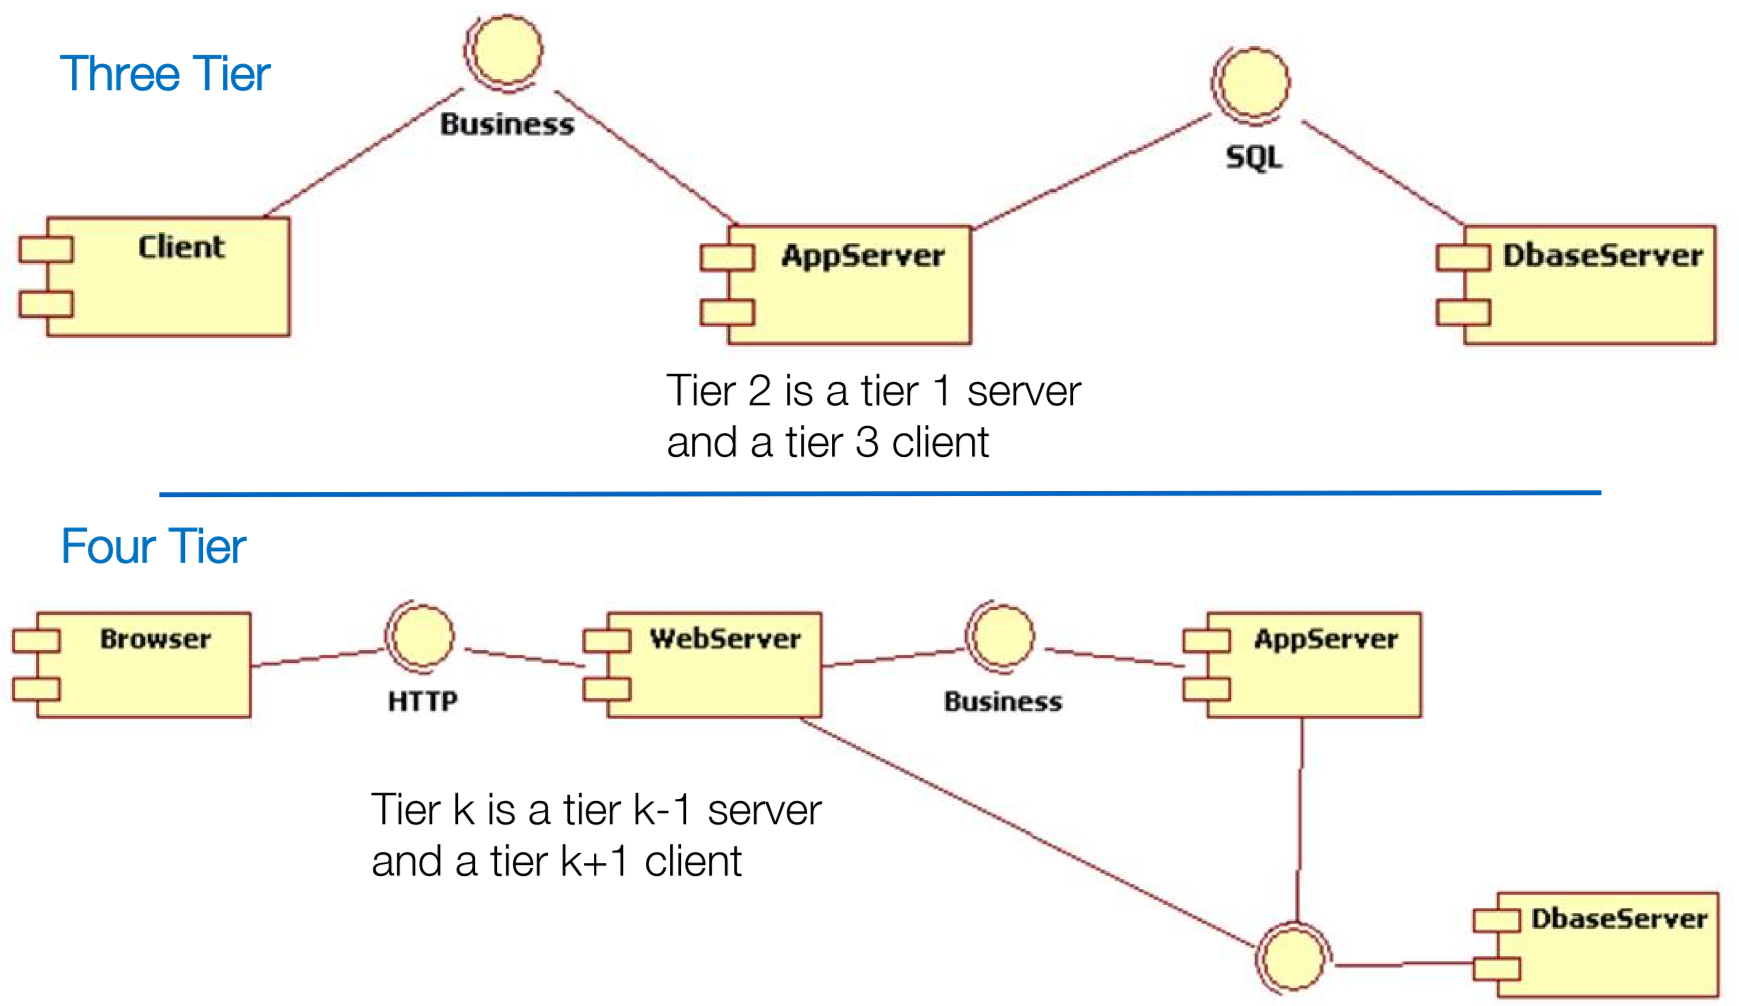 Three Tier
Business
SQL
Client
AppServer
DbaseServer
Tier 2 is a tier 1 server
and a tier 3 client
Four Tier
Browser
HTTP
WebServer
Business
AppServer
Tier k is a tier k-1 server
and a tier k+1 client
DbaseServer